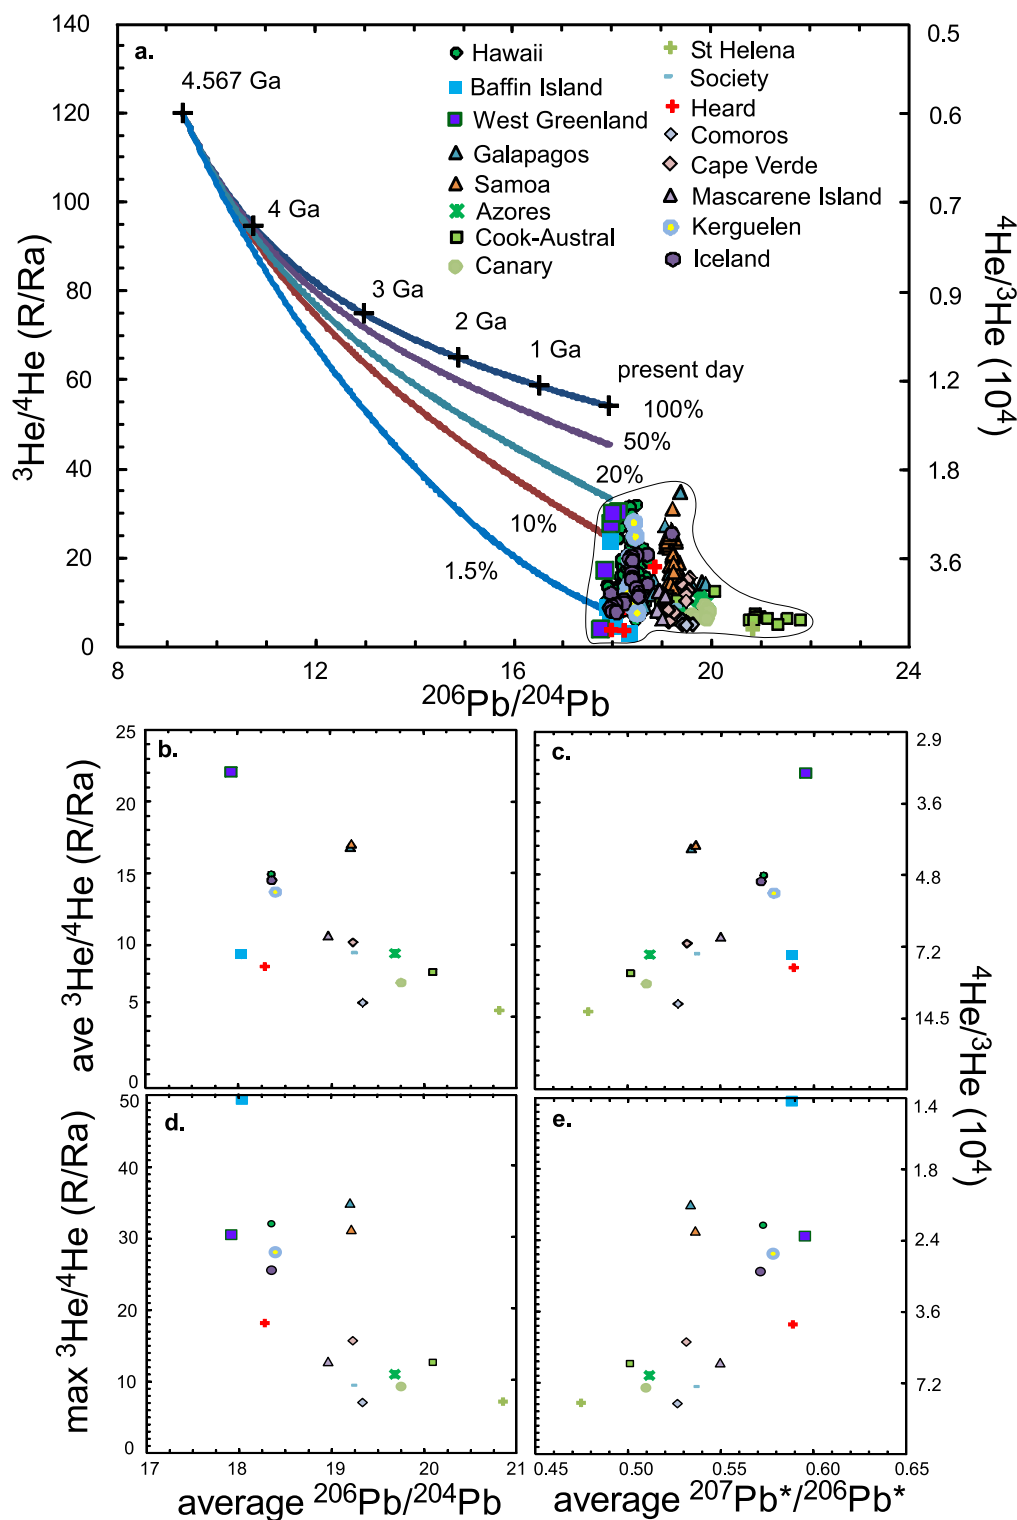 a.
140
120
100
80
60
40
20
0
³He/⁴He (R/Ra)
8
12
16
20
24
²⁰⁶Pb/²⁰⁴Pb
0.5
0.6
0.7
0.9
1.2
1.8
3.6
⁴He/³He (10⁴)
4.567 Ga
4 Ga
3 Ga
2 Ga
1 Ga
present day
100%
50%
20%
10%
1.5%
Hawaii
Baffin Island
West Greenland
Galapagos
Samoa
Azores
Cook-Austral
Canary
St Helena
Society
Heard
Comoros
Cape Verde
Mascarene Island
Kerguelen
Iceland
b.
25
20
15
10
5
0
ave ³He/⁴He (R/Ra)
c.
2.9
3.6
4.8
7.2
14.5
⁴He/³He (10⁴)
d.
50
40
30
20
10
0
max ³He/⁴He (R/Ra)
17
18
19
20
21
average ²⁰⁶Pb/²⁰⁴Pb
e.
1.4
1.8
2.4
3.6
7.2
0.45
0.50
0.55
0.60
0.65
average ²⁰⁷Pb*/²⁰⁶Pb*